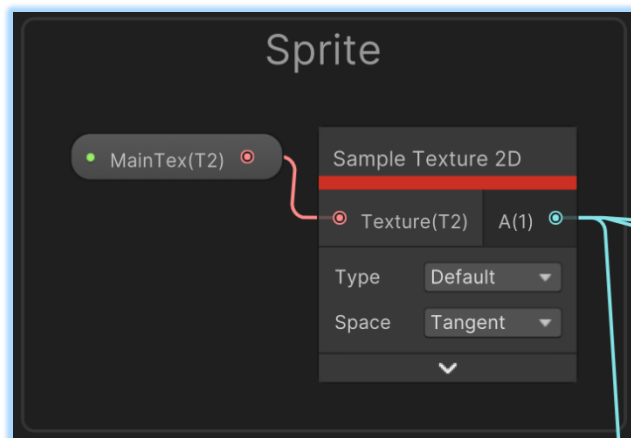 Sprite
MainTex(T2)
Sample Texture 2D
Texture(T2) A(1)
Type Default
Space Tangent